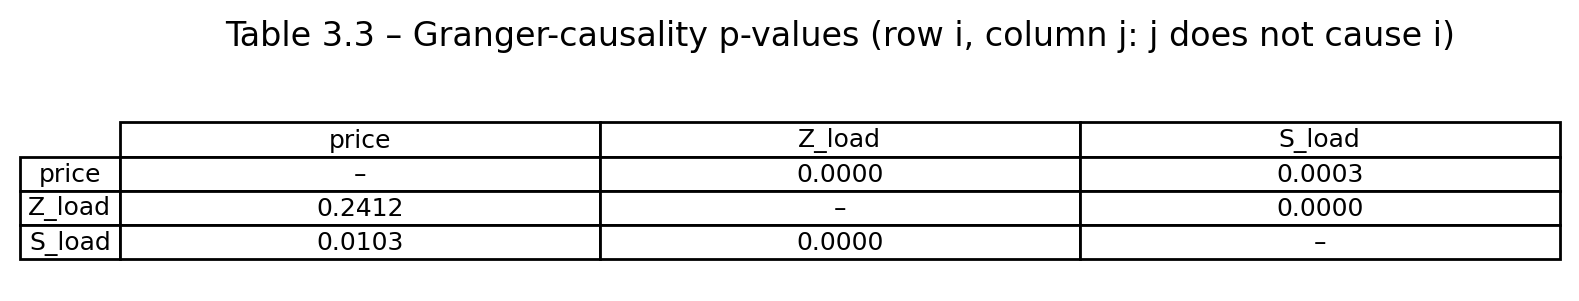 Table 3.3 – Granger-causality p-values (row i, column j: j does not cause i)
price Z_load S_load
price – 0.0000 0.0003
Z_load 0.2412 – 0.0000
S_load 0.0103 0.0000 –